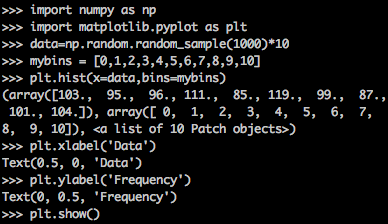 >>> import numpy as np
>>> import matplotlib.pyplot as plt
>>> data=np.random.random_sample(1000)*10
>>> mybins = [0,1,2,3,4,5,6,7,8,9,10]
>>> plt.hist(x=data,bins=mybins)
(array([103.,  95.,  96., 111.,  85., 119.,  99.,  87.,
 101., 104.]), array([ 0,  1,  2,  3,  4,  5,  6,  7,
8,  9, 10]), <a list of 10 Patch objects>)
>>> plt.xlabel('Data')
Text(0.5, 0, 'Data')
>>> plt.ylabel('Frequency')
Text(0, 0.5, 'Frequency')
>>> plt.show()